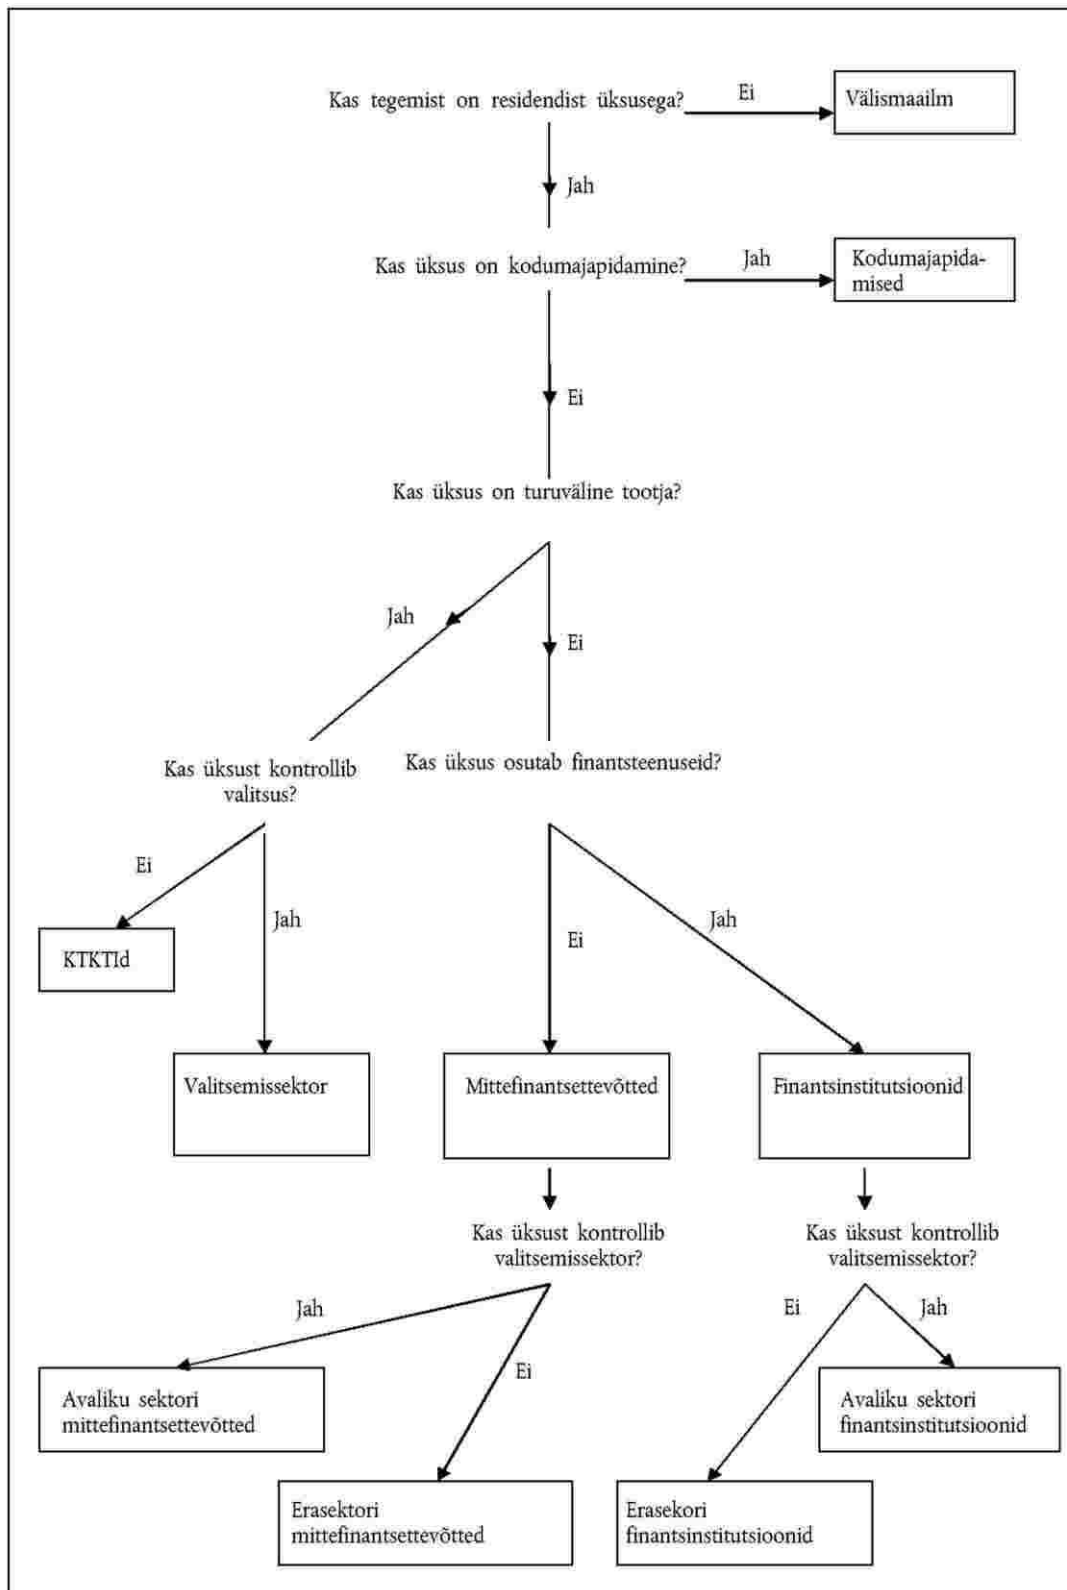 Kas tegemist on residendist üksusega?
Ei
Välismaailm
Jah
Kas üksus on kodumajapidamine?
Jah
Kodumajapida-
mised
Ei
Kas üksus on turuväline tootja?
Jah
Ei
Kas üksust kontrollib
valitsus?
Kas üksus osutab finantsteenuseid?
Ei
Jah
Ei
Jah
KTKTId
Valitsemissektor
Mittefinantsettevõtted
Finantsinstitutsioonid
Kas üksust kontrollib
valitsemissektor?
Kas üksust kontrollib
valitsemissektor?
Jah
Ei
Ei
Jah
Avaliku sektori
mittefinantsettevõtted
Avaliku sektori
finantsinstitutsioonid
Erasektori
mittefinantsettevõtted
Erasekori
finantsinstitutsioonid